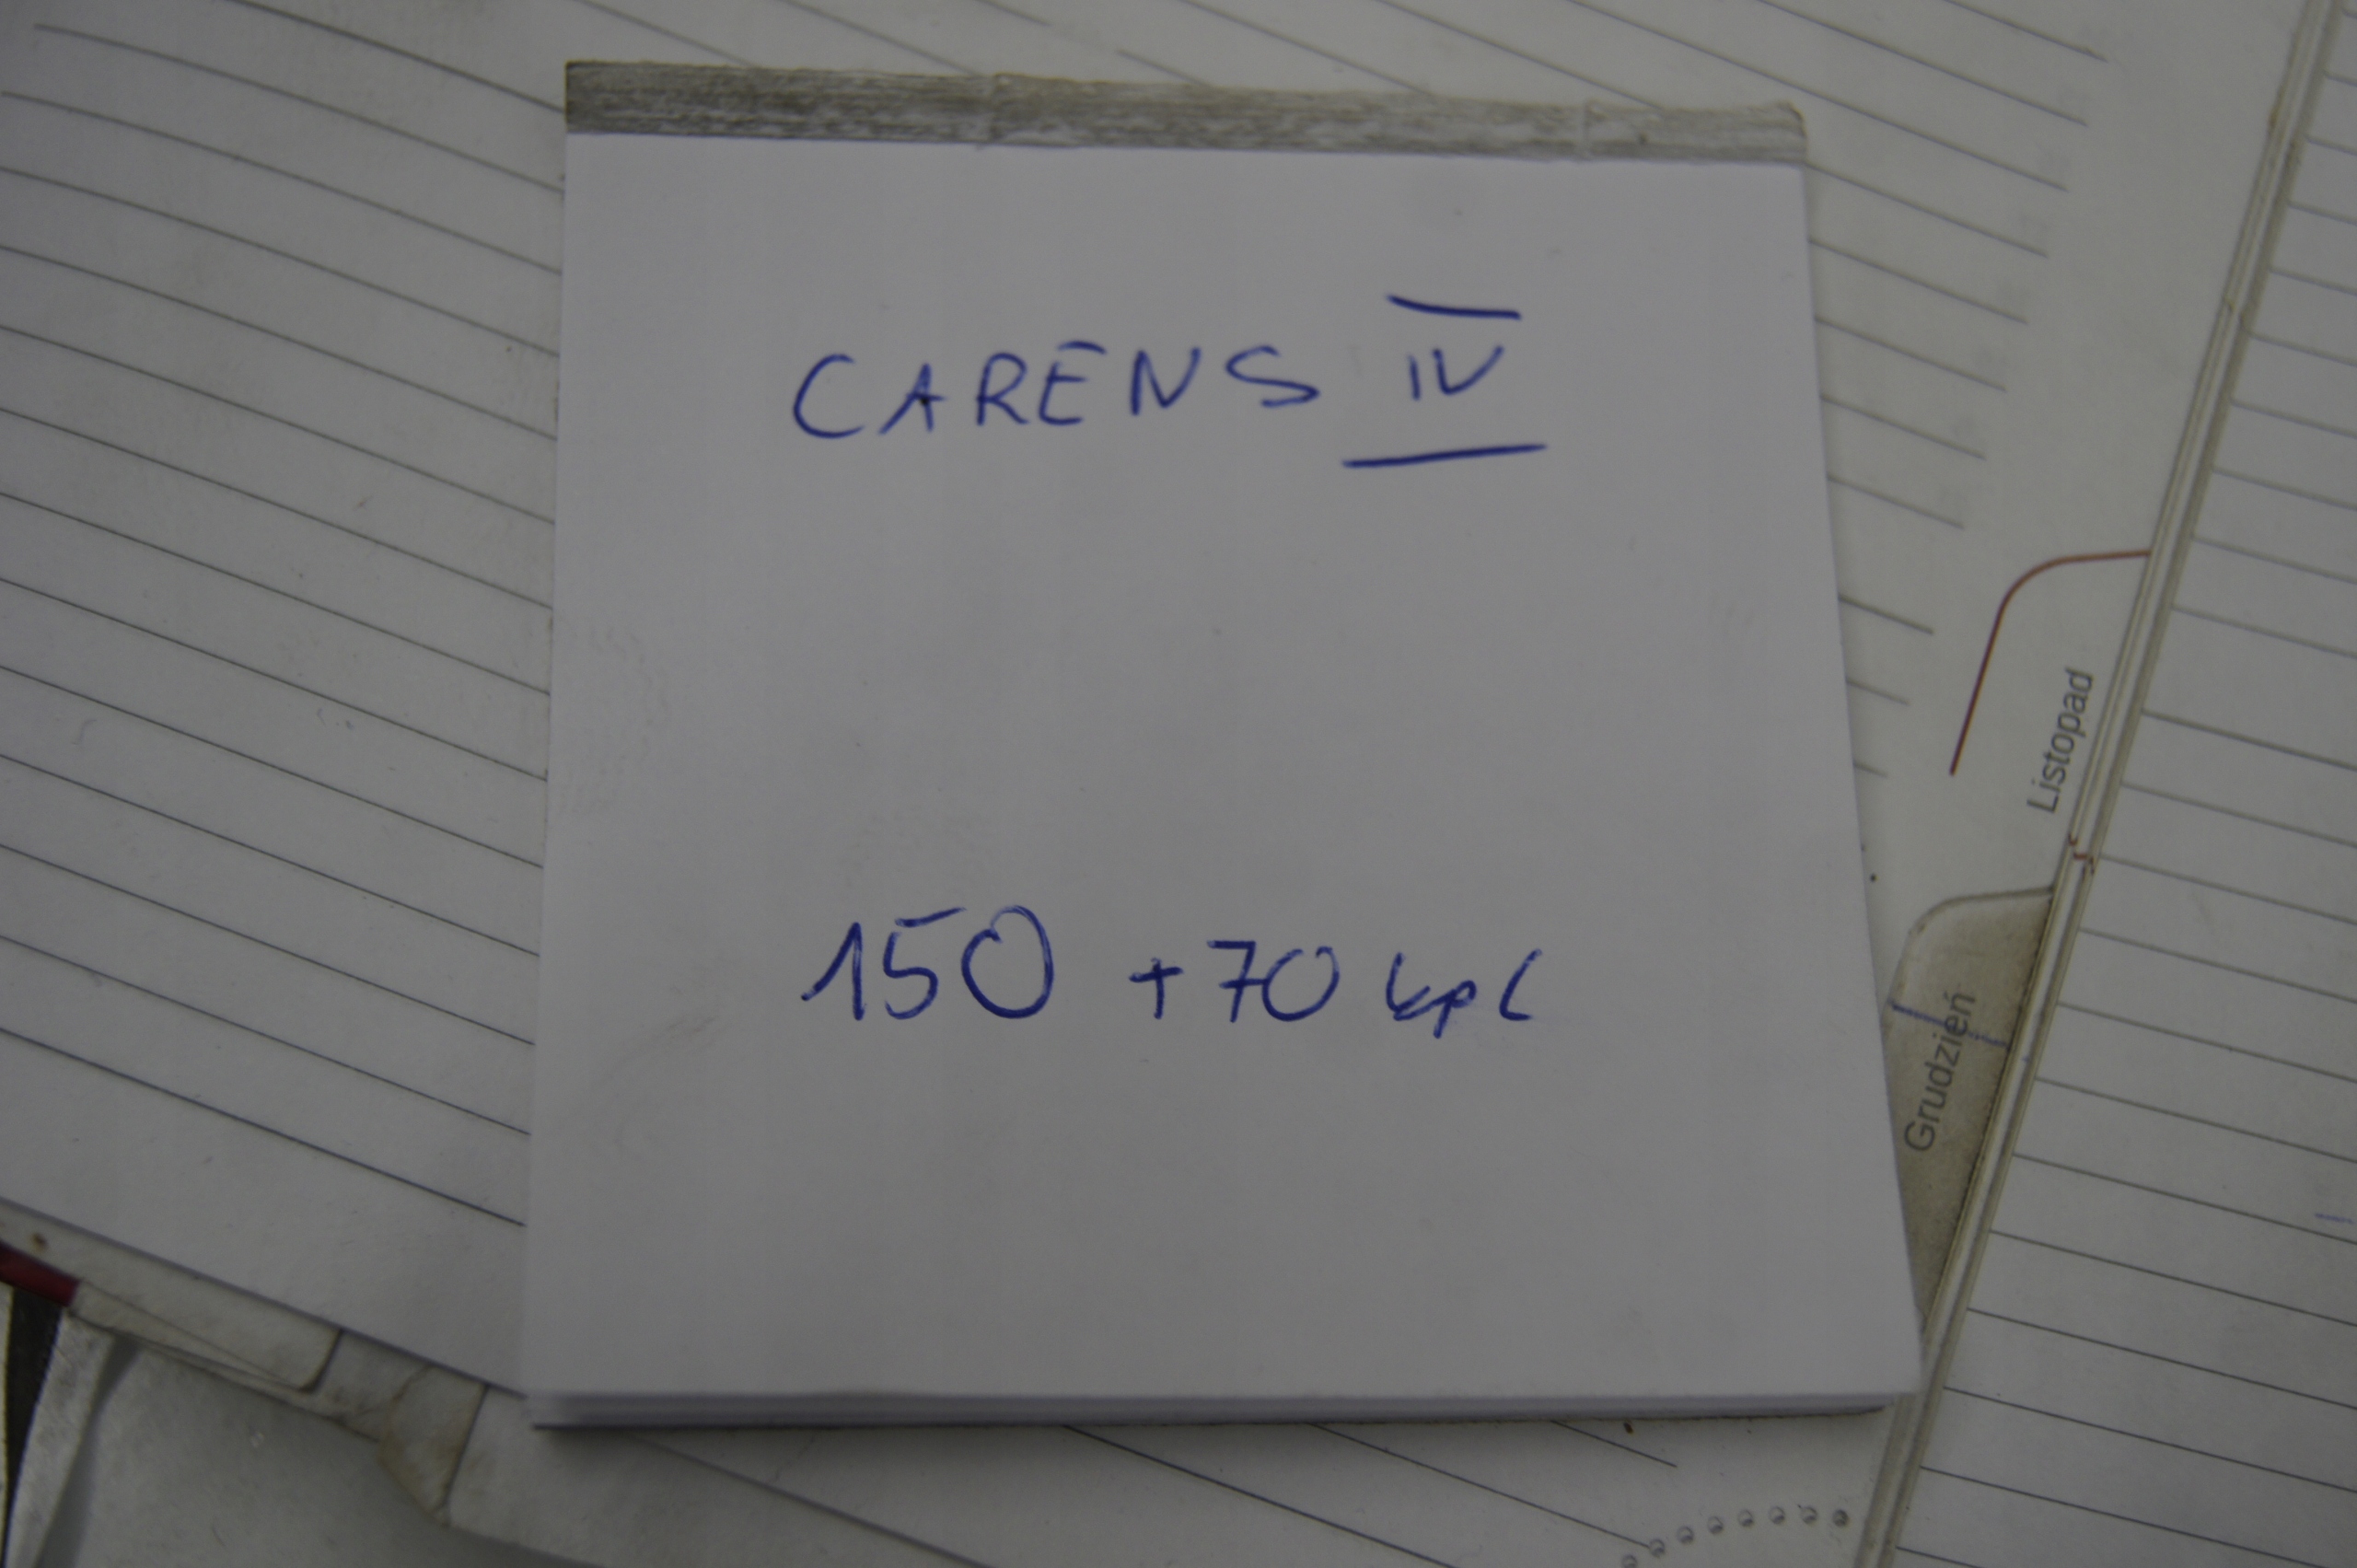 CARENS IV
150 +70 kpl
Listopad
Grudzień